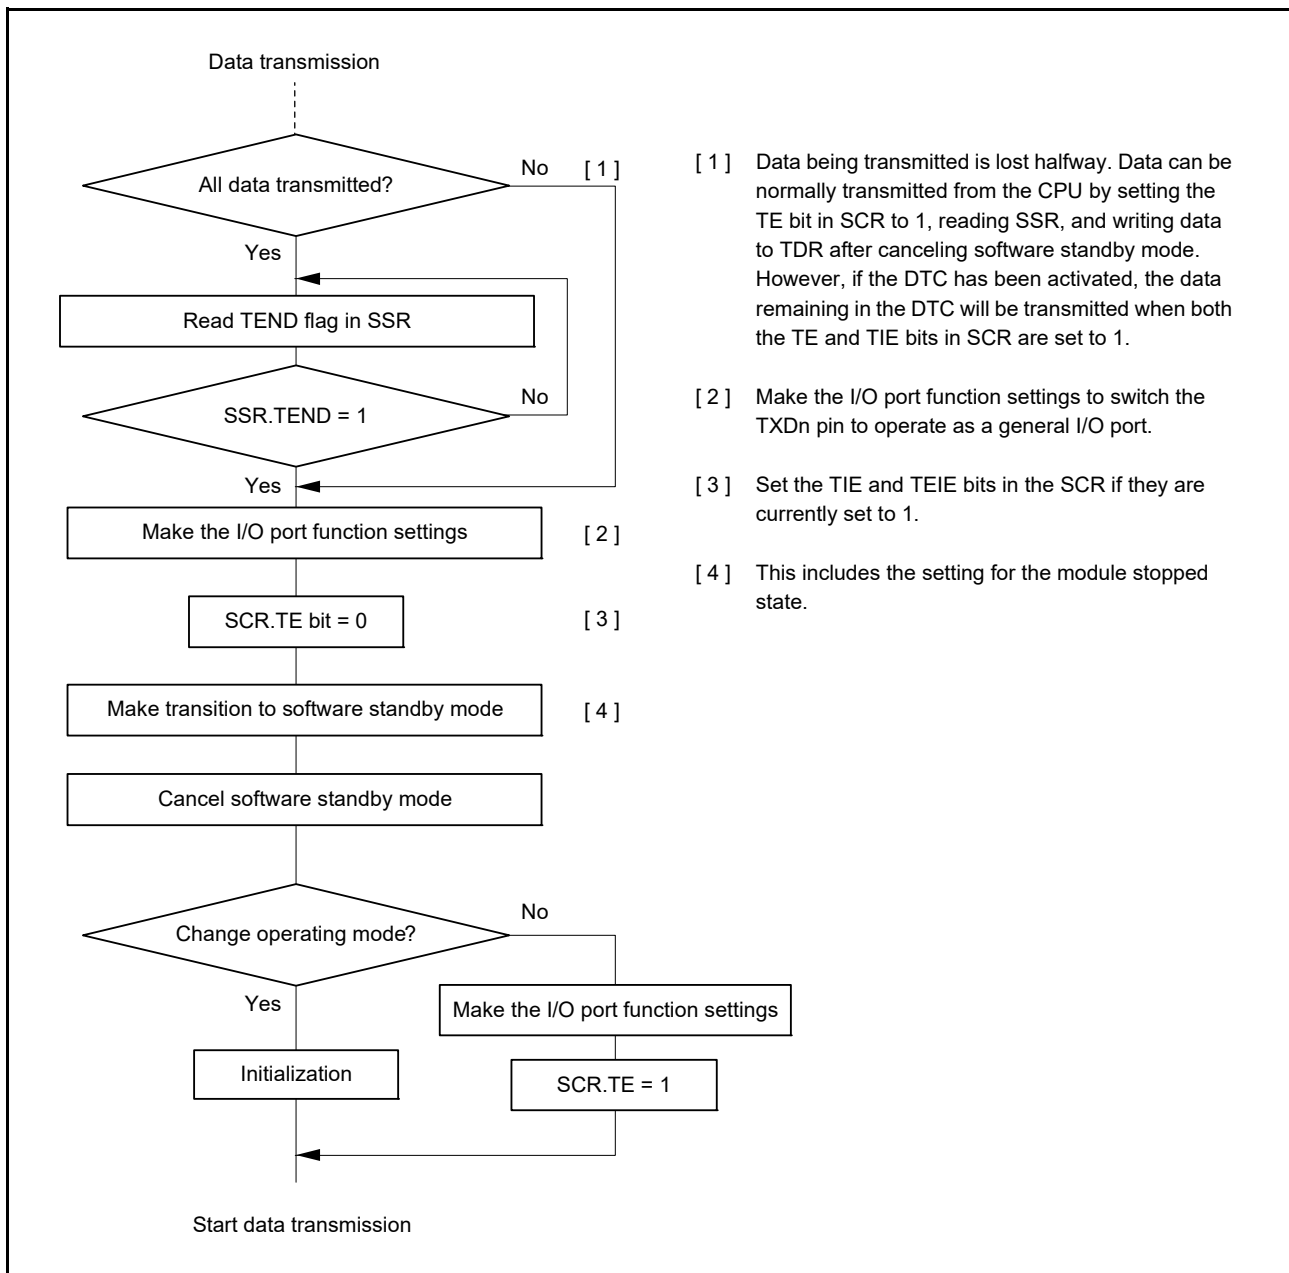 Data transmission
All data transmitted?
No
[ 1 ]
Yes
Read TEND flag in SSR
SSR.TEND = 1
No
Yes
Make the I/O port function settings
[ 2 ]
SCR.TE bit = 0
[ 3 ]
Make transition to software standby mode
[ 4 ]
Cancel software standby mode
Change operating mode?
No
Yes
Make the I/O port function settings
Initialization
SCR.TE = 1
Start data transmission
[ 1 ] Data being transmitted is lost halfway. Data can be
normally transmitted from the CPU by setting the
TE bit in SCR to 1, reading SSR, and writing data
to TDR after canceling software standby mode.
However, if the DTC has been activated, the data
remaining in the DTC will be transmitted when both
the TE and TIE bits in SCR are set to 1.
[ 2 ] Make the I/O port function settings to switch the
TXDn pin to operate as a general I/O port.
[ 3 ] Set the TIE and TEIE bits in the SCR if they are
currently set to 1.
[ 4 ] This includes the setting for the module stopped
state.